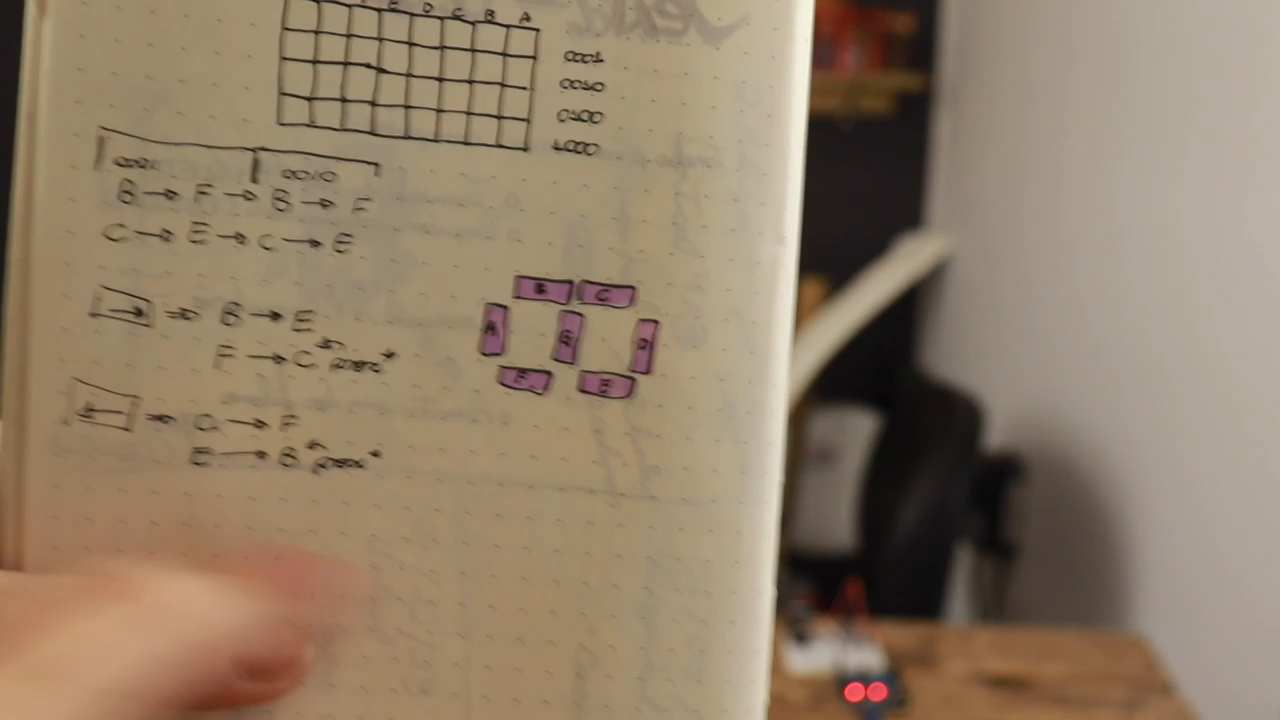 E D C B A
0001
0010
0100
1000
0001 0010
B → F → B → F
C → E → C → E
→ ⇒ B → E
F → C
← ⇒ C → F
E → B
B C
A G D
F E